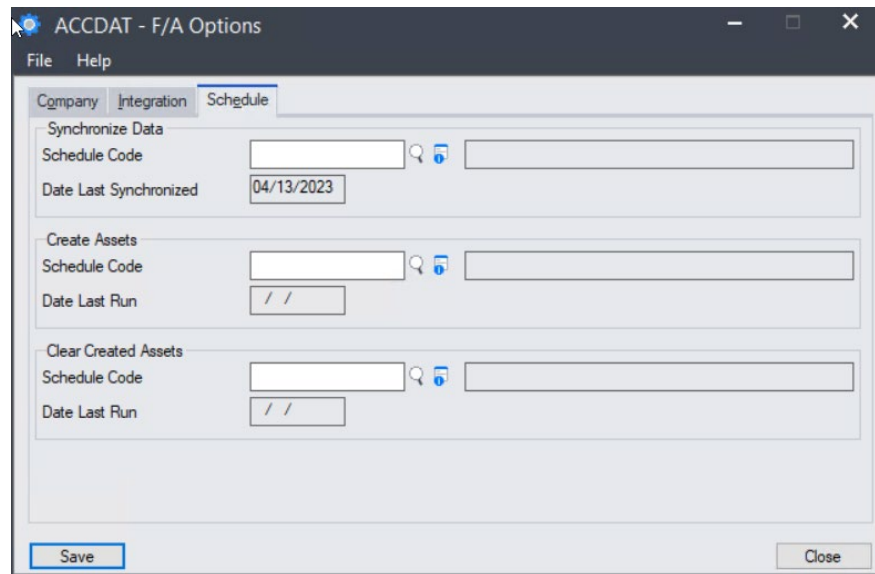 ACCDAT - F/A Options
File Help
Company Integration Schedule
Synchronize Data
Schedule Code
Date Last Synchronized 04/13/2023
Create Assets
Schedule Code
Date Last Run / /
Clear Created Assets
Schedule Code
Date Last Run / /
Save Close